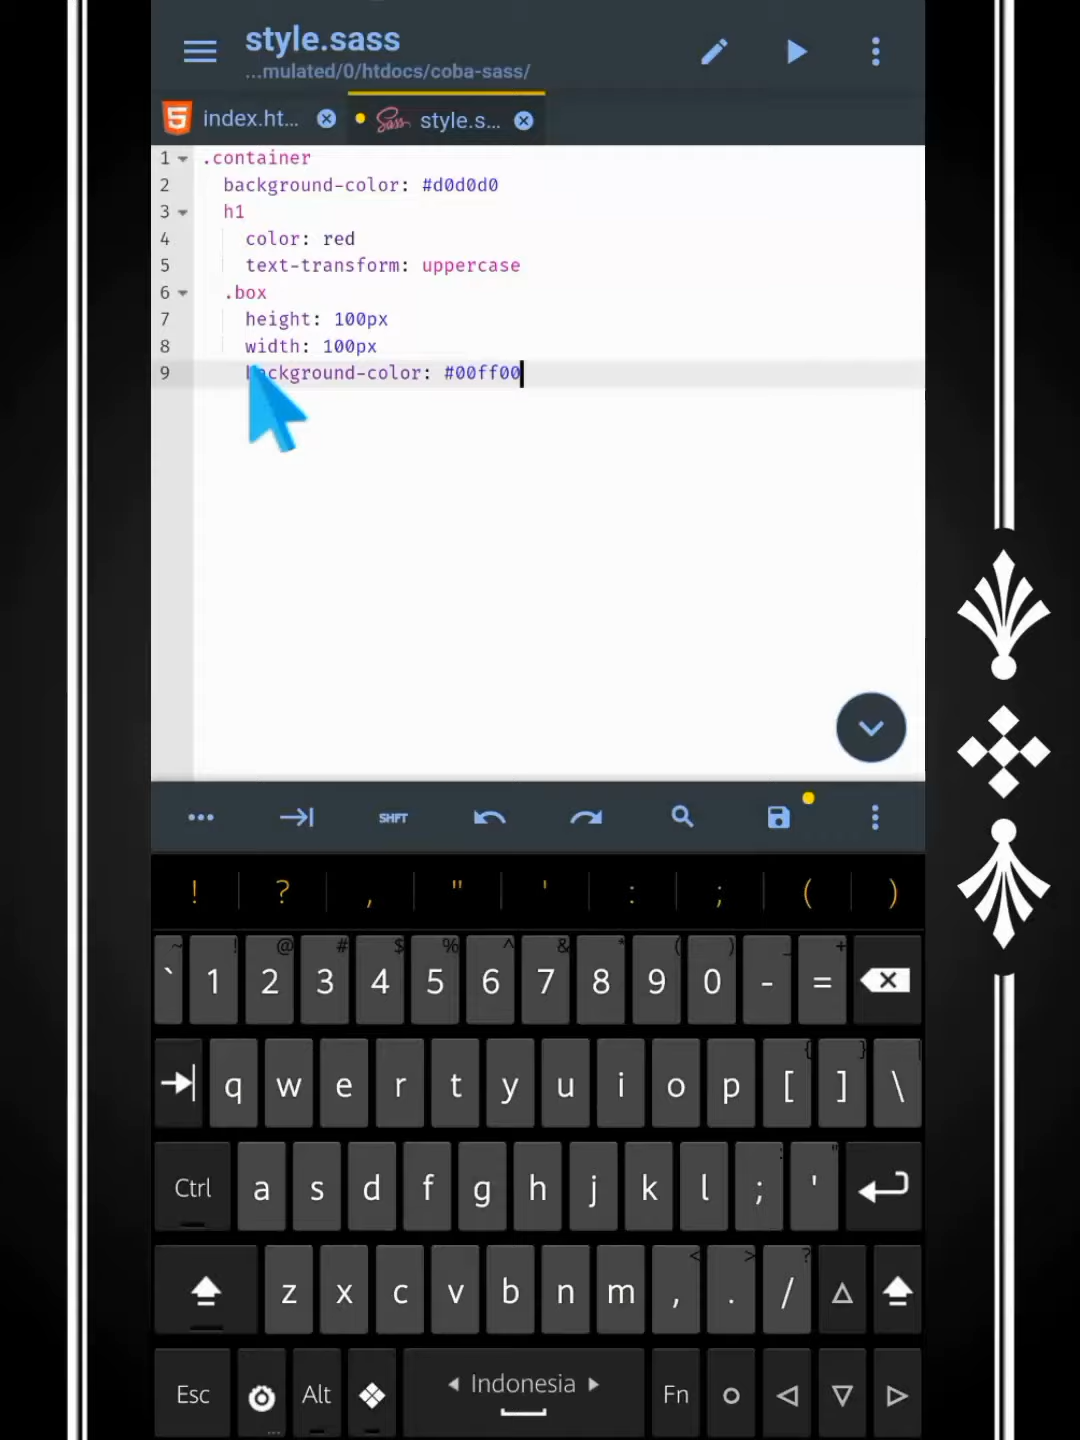 style.sass
...mulated/0/htdocs/coba-sass/
index.ht...
Sass style.s...
1 .container
2 background-color: #d0d0d0
3 h1
4 color: red
5 text-transform: uppercase
6 .box
7 height: 100px
8 width: 100px
9 background-color: #00ff00
... SHFT
! ? , " ' : ; ( )
~ ! @ # $ % ^ & * ( ) _ +
` 1 2 3 4 5 6 7 8 9 0 - =
{ } |
q w e r t y u i o p [ ] \
: "
Ctrl a s d f g h j k l ; '
< > ?
z x c v b n m , . /
Esc Alt Indonesia Fn